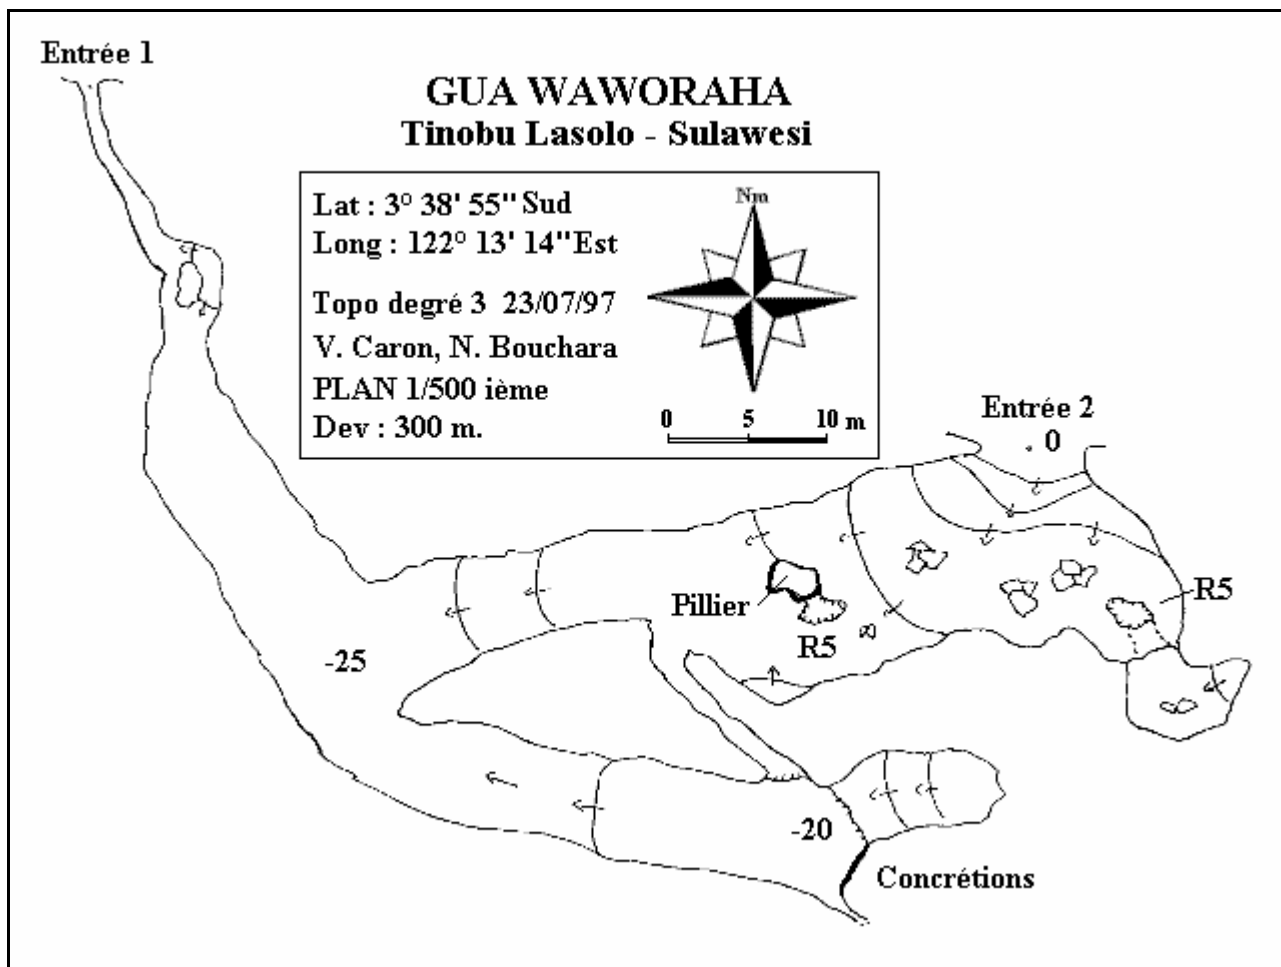 Entrée 1
GUA WAWORAHA
Tinobu Lasolo - Sulawesi
Lat : 3° 38' 55" Sud
Long : 122° 13' 14" Est
Topo degré 3 23/07/97
V. Caron, N. Bouchara
PLAN 1/500 ième
Dev : 300 m.
Nm
0 5 10 m
Entrée 2
. 0
Pillier
R5
R5
-25
-20
Concrétions